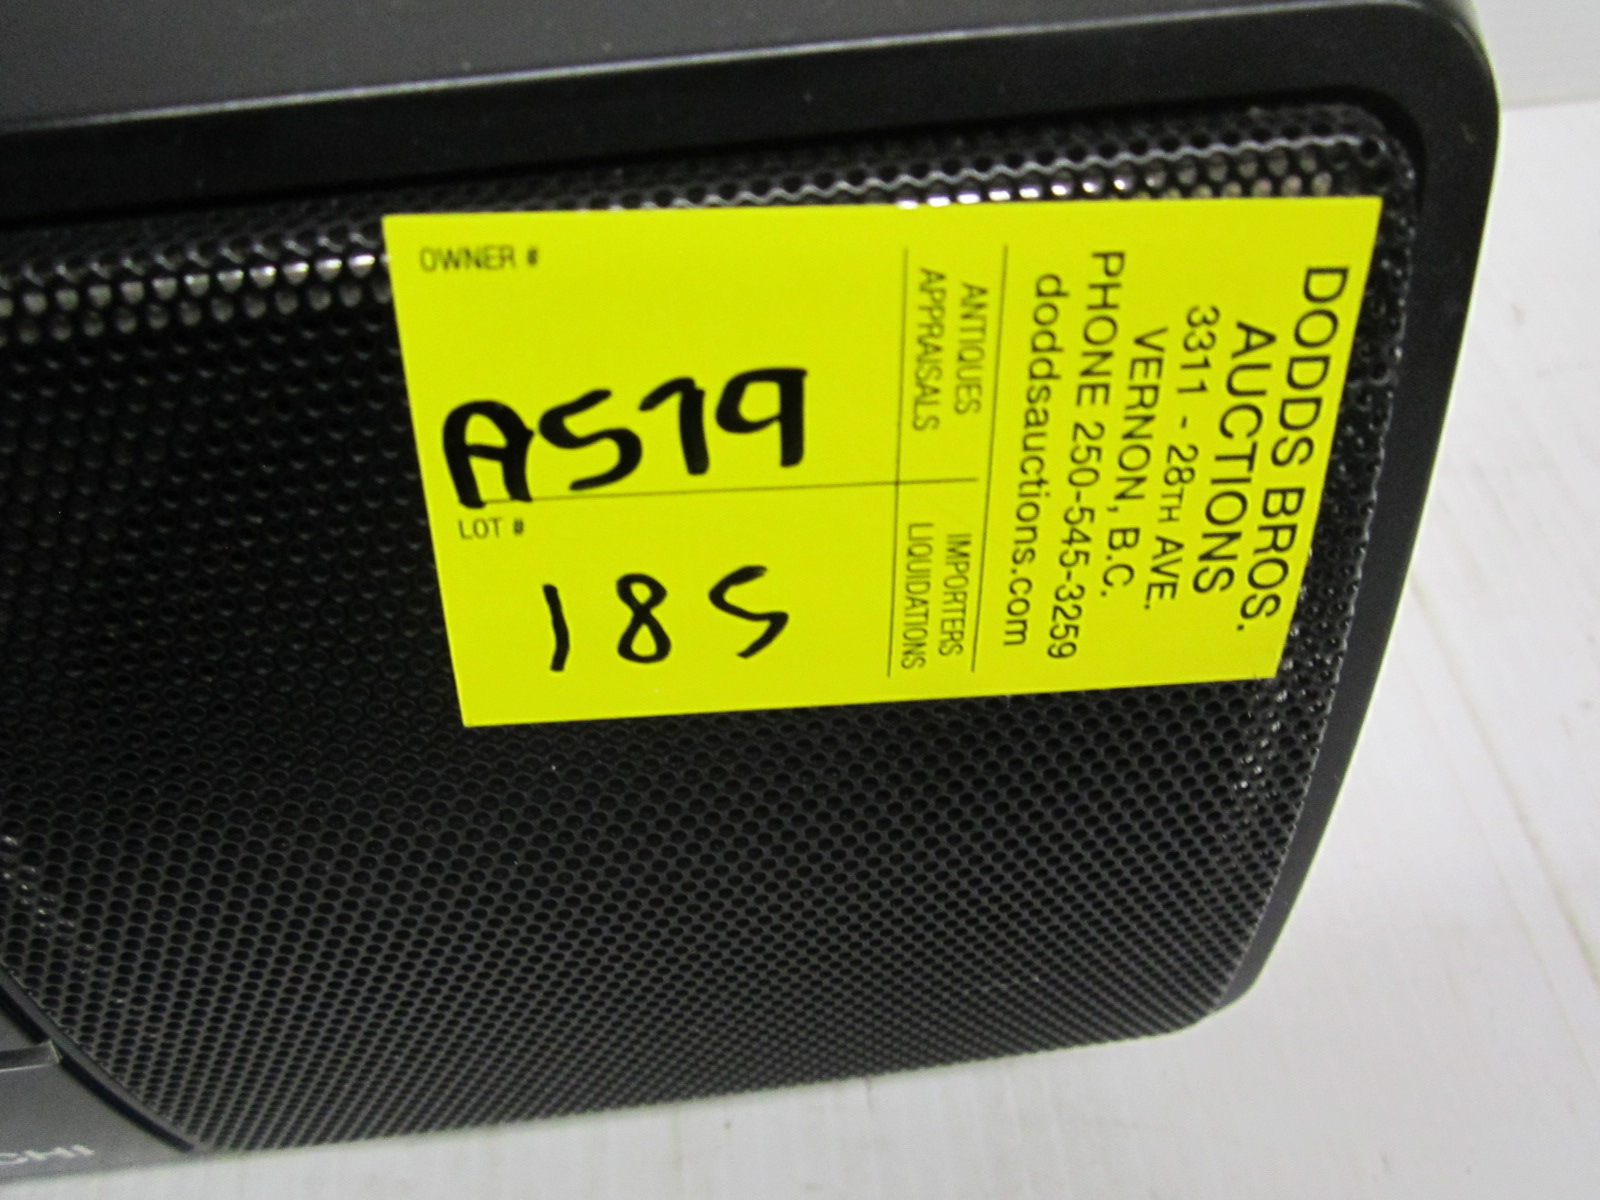 DODDS BROS.
AUCTIONS
3311 - 28TH AVE.
VERNON, B.C.
PHONE 250-545-3259
doddsauctions.com
ANTIQUES
APPRAISALS
IMPORTERS
LIQUIDATIONS
OWNER #
A579
LOT #
185
CHI